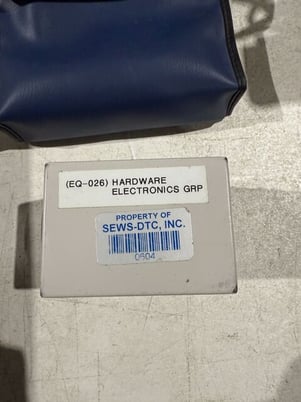 (EQ-026) HARDWARE
ELECTRONICS GRP
PROPERTY OF
SEWS-DTC, INC.
0604